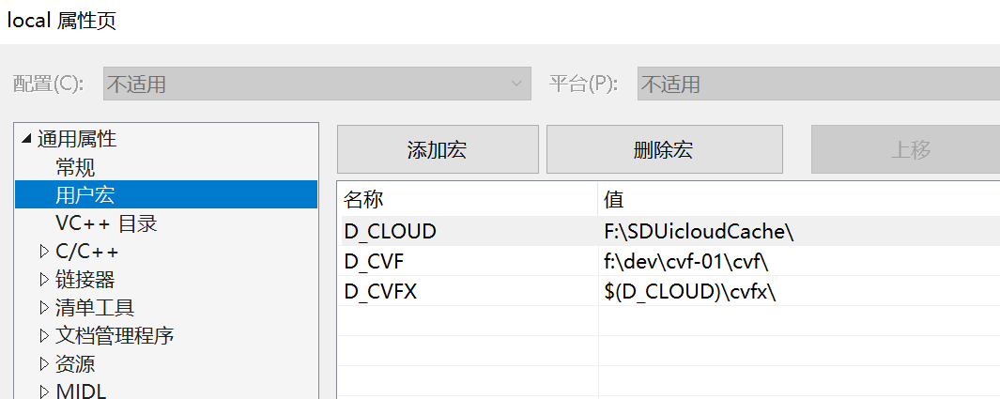 local 属性页
配置(C): 不适用 平台(P): 不适用
通用属性
常规
用户宏
VC++ 目录
C/C++
链接器
清单工具
文档管理程序
资源
MIDL
添加宏 删除宏 上移
名称 值
D_CLOUD F:\SDUicloudCache\
D_CVF f:\dev\cvf-01\cvf\
D_CVFX $(D_CLOUD)\cvfx\